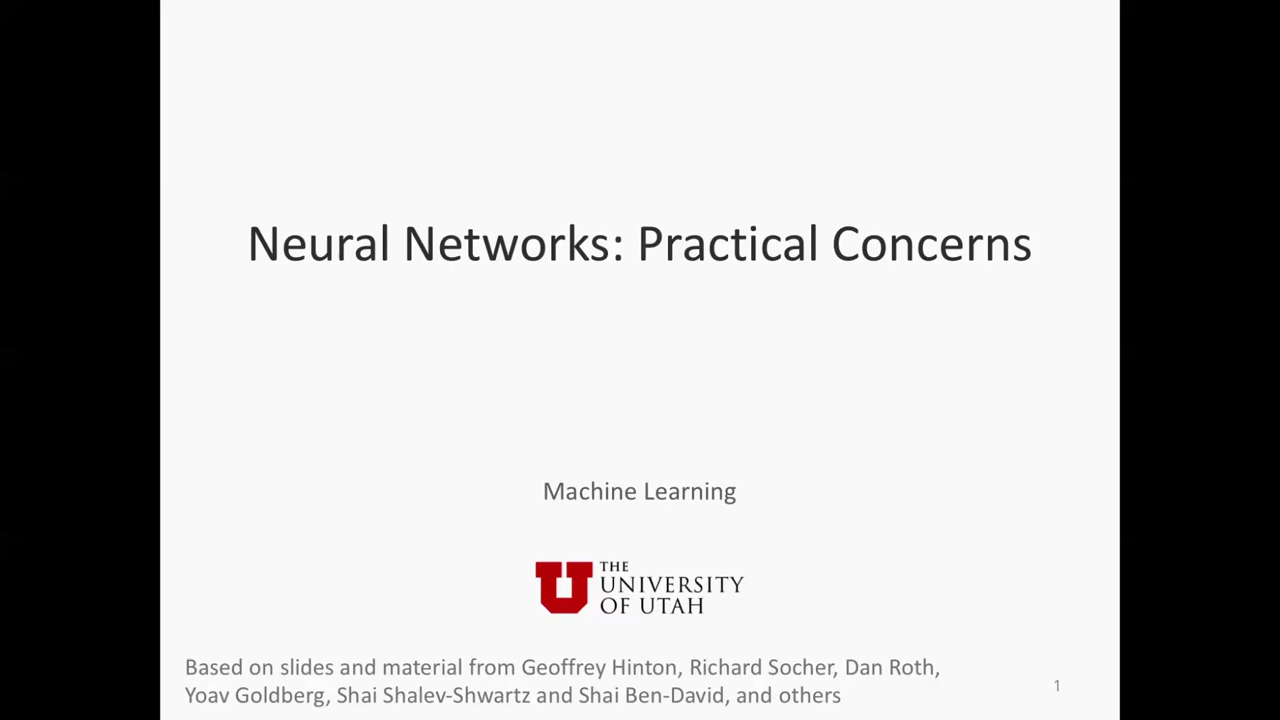 Neural Networks: Practical Concerns
Machine Learning
THE
UNIVERSITY
OF UTAH
Based on slides and material from Geoffrey Hinton, Richard Socher, Dan Roth,
Yoav Goldberg, Shai Shalev-Shwartz and Shai Ben-David, and others
1